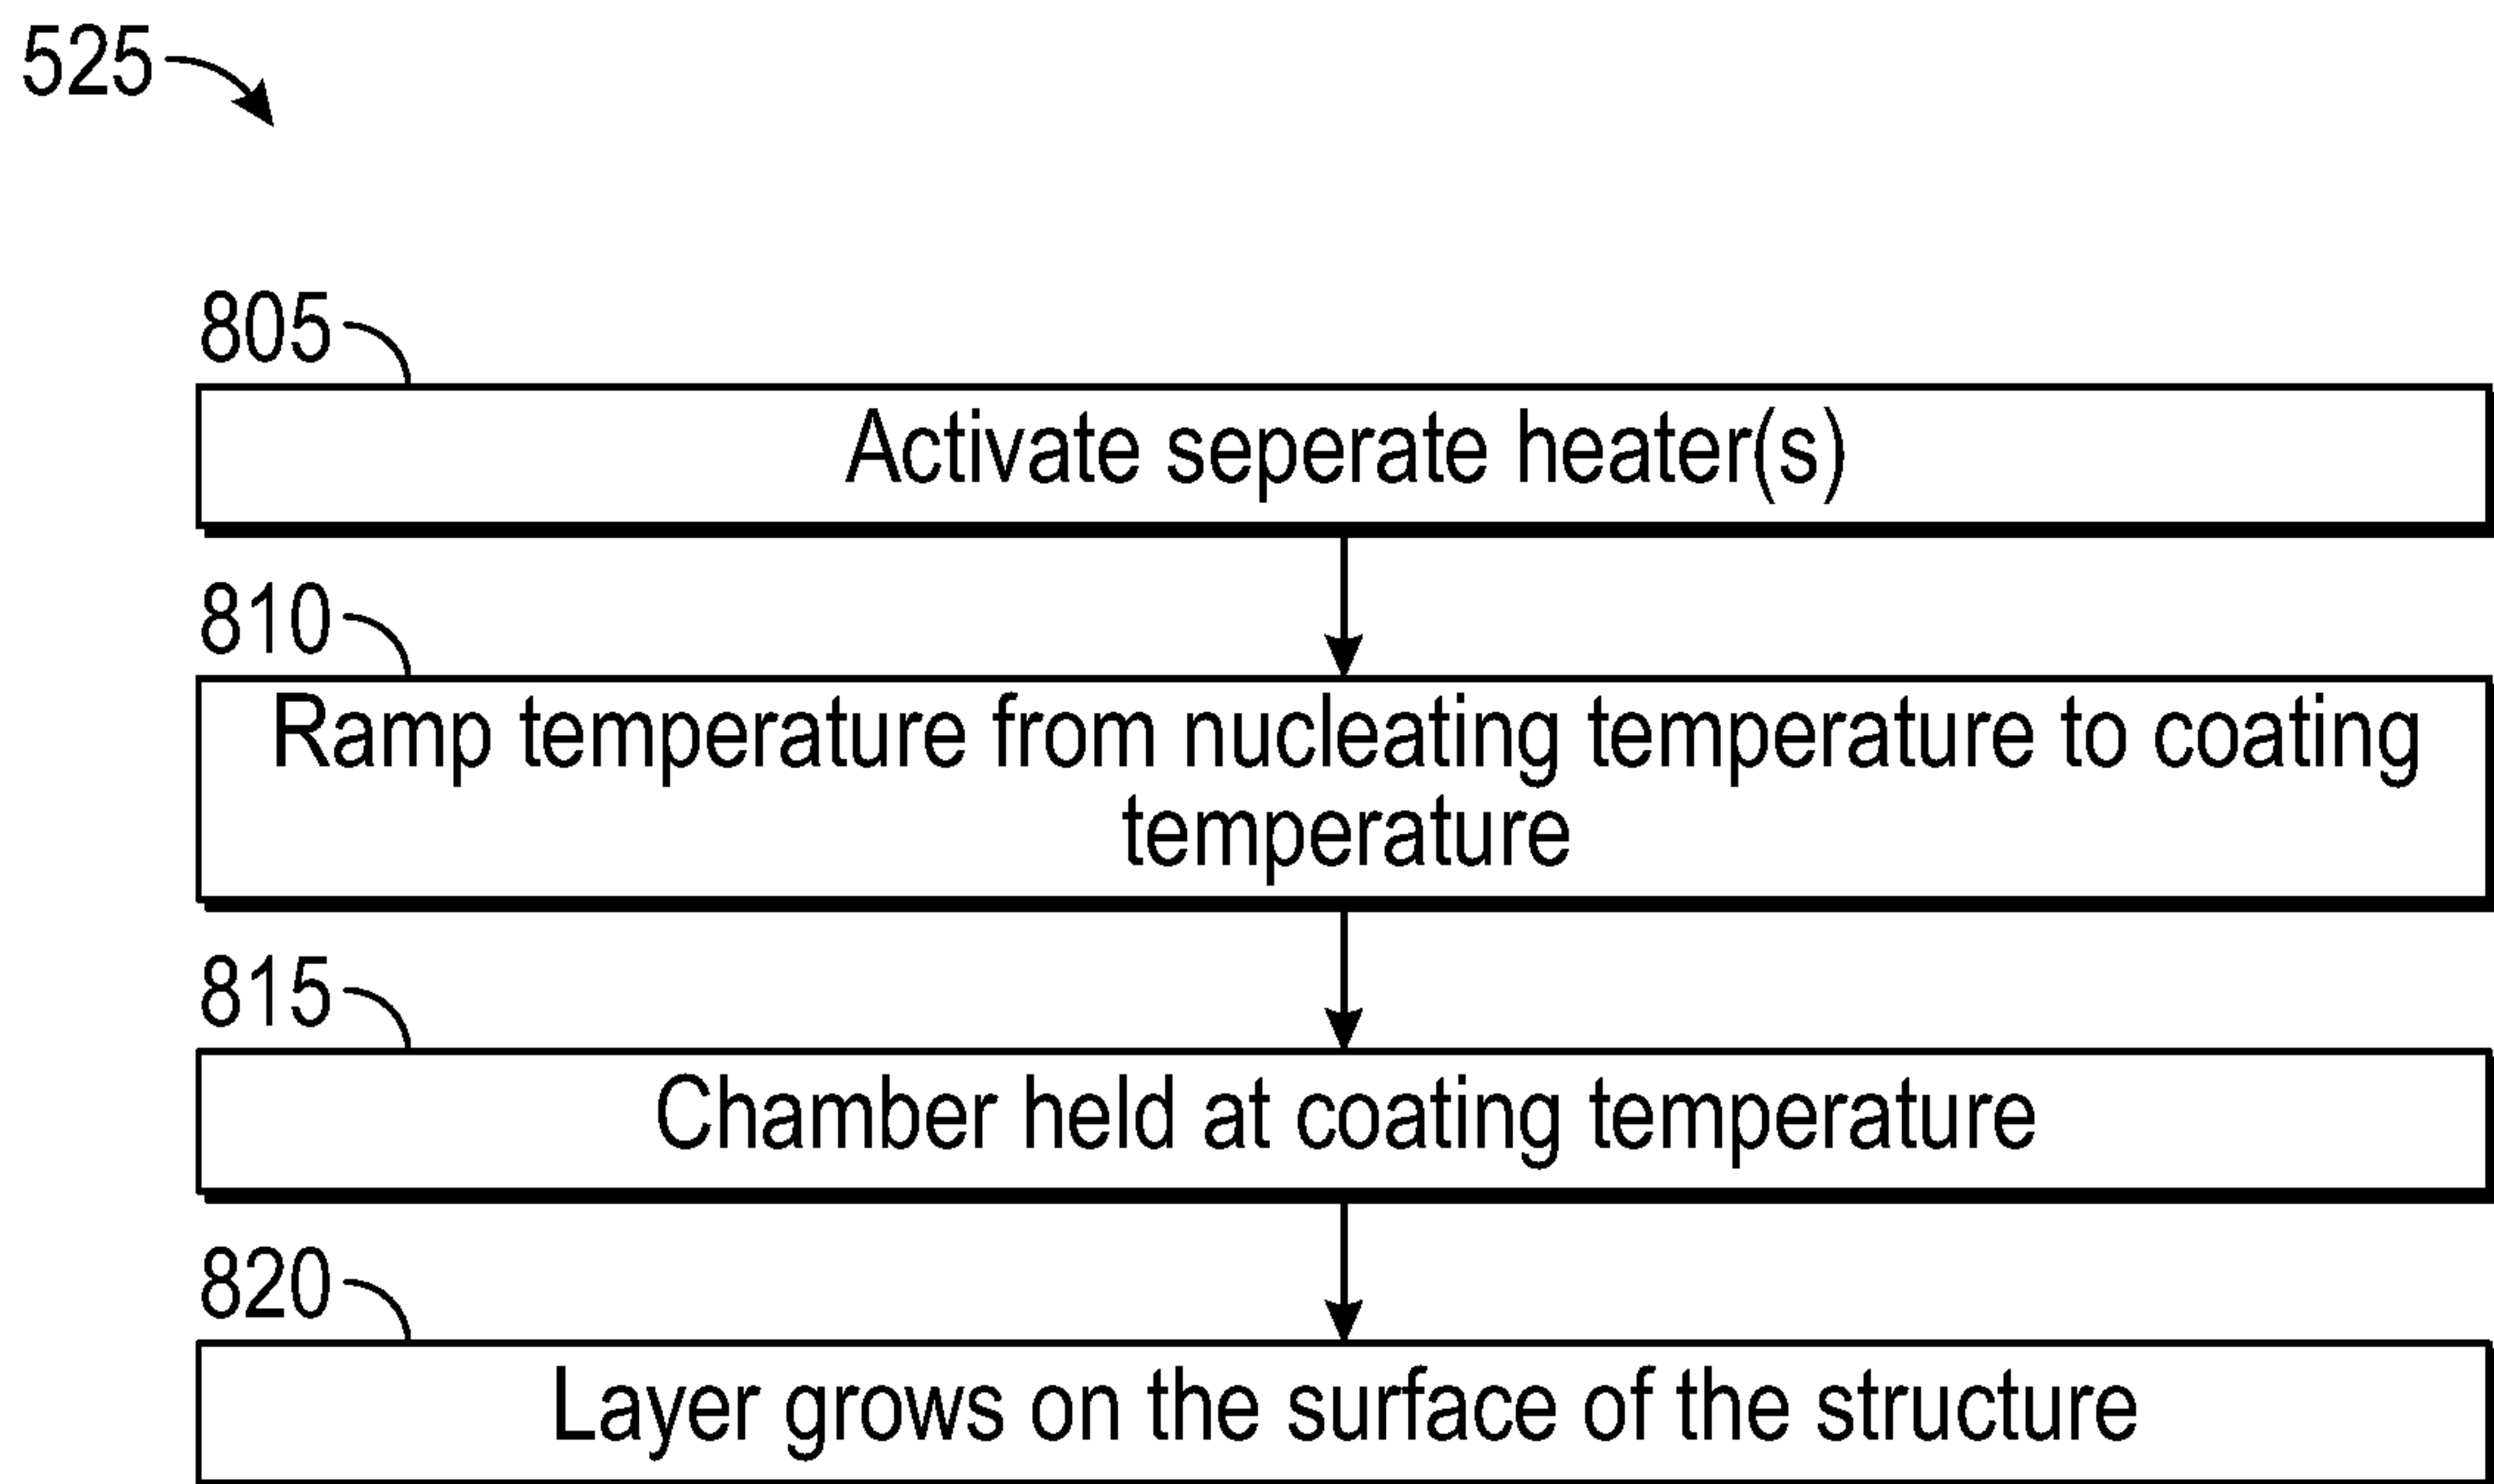 525
805
Activate seperate heater(s)
810
Ramp temperature from nucleating temperature to coating
temperature
815
Chamber held at coating temperature
820
Layer grows on the surface of the structure